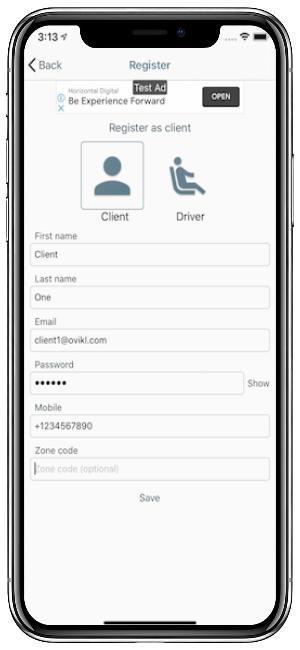 3:13
Back
Register
Horizontal Digital
Test Ad
Be Experience Forward
OPEN
Register as client
Client
Driver
First name
Client
Last name
One
Email
client1@ovikl.com
Password
••••••
Show
Mobile
+1234567890
Zone code
Zone code (optional)
Save